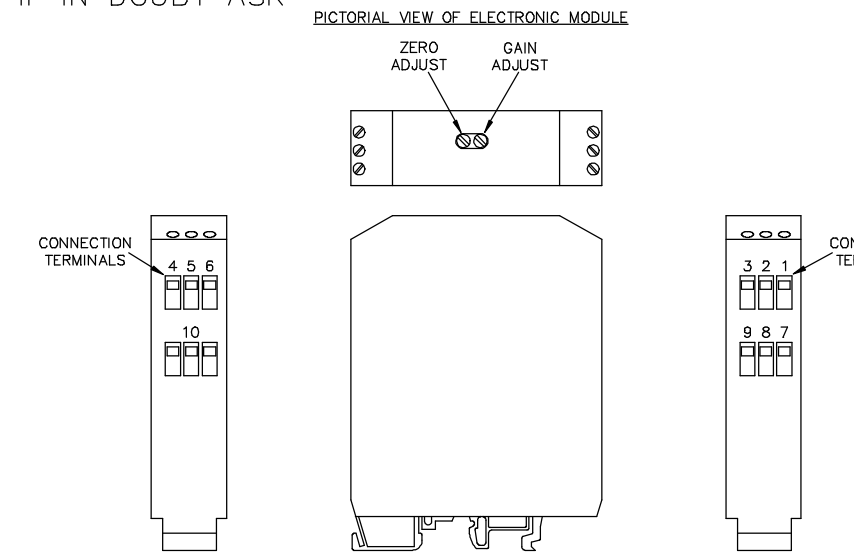 IF IN DOUBT ASK
PICTORIAL VIEW OF ELECTRONIC MODULE
ZERO
ADJUST
GAIN
ADJUST
CONNECTION
TERMINALS
4 5 6
10
3 2 1
9 8 7